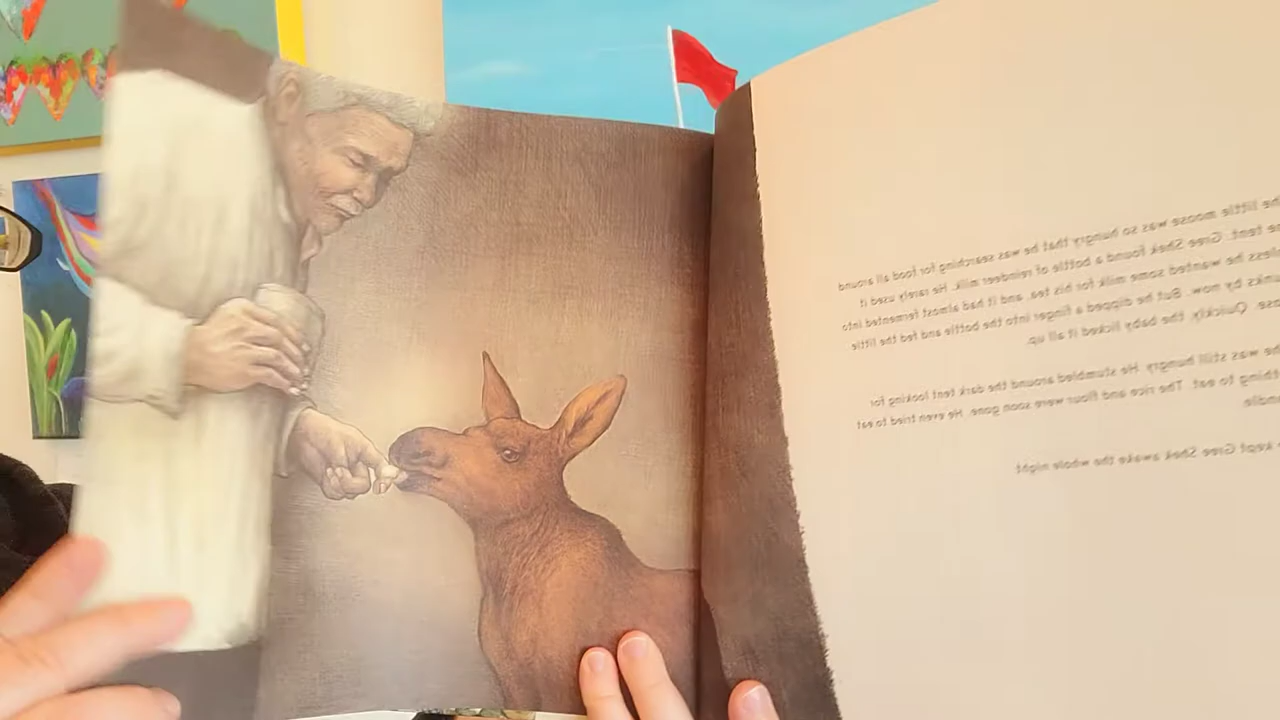 he little moose was so hungry that he was searching for food all around
e tent. Gree Shek found a bottle of reindeer milk. He rarely used it
less he wanted some milk for his tea, and it had almost fermented into
nks by now. But he dipped a finger into the bottle and fed the little
ose. Quickly, the baby licked it all up.
he was still hungry. He stumbled around the dark tent looking for
thing to eat. The rice and flour were soon gone. He even tried to eat
ndle.
kept Gree Shek awake the whole night.